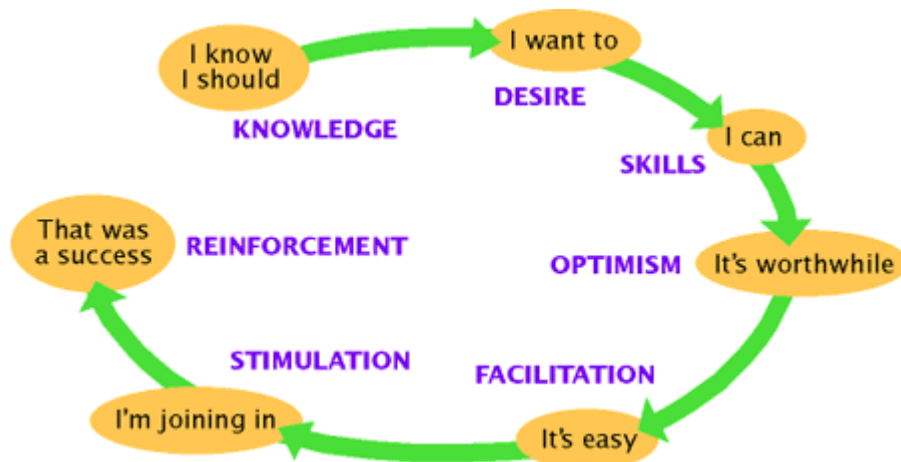 I know
I should
KNOWLEDGE
I want to
DESIRE
I can
SKILLS
It's worthwhile
OPTIMISM
It's easy
FACILITATION
I'm joining in
STIMULATION
That was
a success
REINFORCEMENT